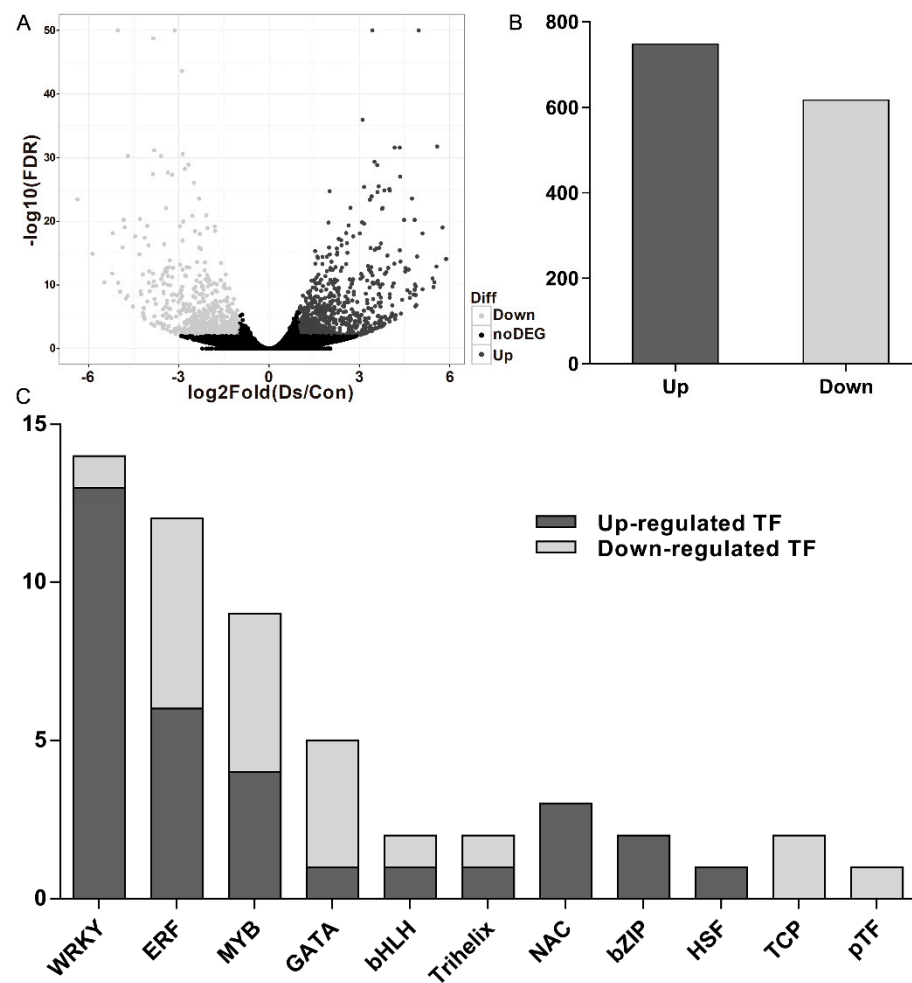 A
-log10(FDR)
50
40
30
20
10
0
-6
-3
0
3
6
log2Fold(Ds/Con)
Diff
Down
noDEG
Up
B
800
600
400
200
0
Up
Down
C
15
10
5
0
Up-regulated TF
Down-regulated TF
WRKY
ERF
MYB
GATA
bHLH
Trihelix
NAC
bZIP
HSF
TCP
pTF